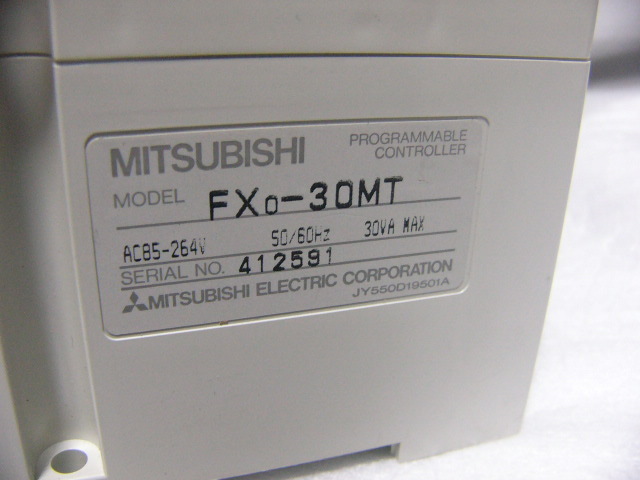 MITSUBISHI PROGRAMMABLE CONTROLLER
MODEL FX0-30MT
AC85-264V 50/60Hz 30VA MAX
SERIAL NO. 412591
MITSUBISHI ELECTRIC CORPORATION
JY550D19501A